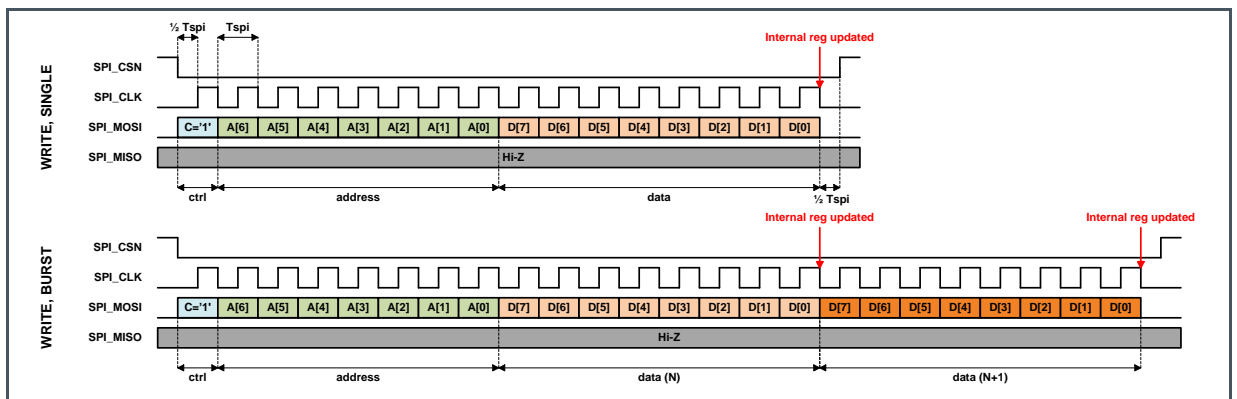 ½ Tspi Tspi
Internal reg updated
WRITE, SINGLE
SPI_CSN
SPI_CLK
SPI_MOSI C='1' A[6] A[5] A[4] A[3] A[2] A[1] A[0] D[7] D[6] D[5] D[4] D[3] D[2] D[1] D[0]
SPI_MISO Hi-Z
ctrl address data ½ Tspi
Internal reg updated Internal reg updated
WRITE, BURST
SPI_CSN
SPI_CLK
SPI_MOSI C='1' A[6] A[5] A[4] A[3] A[2] A[1] A[0] D[7] D[6] D[5] D[4] D[3] D[2] D[1] D[0] D[7] D[6] D[5] D[4] D[3] D[2] D[1] D[0]
SPI_MISO Hi-Z
ctrl address data (N) data (N+1)